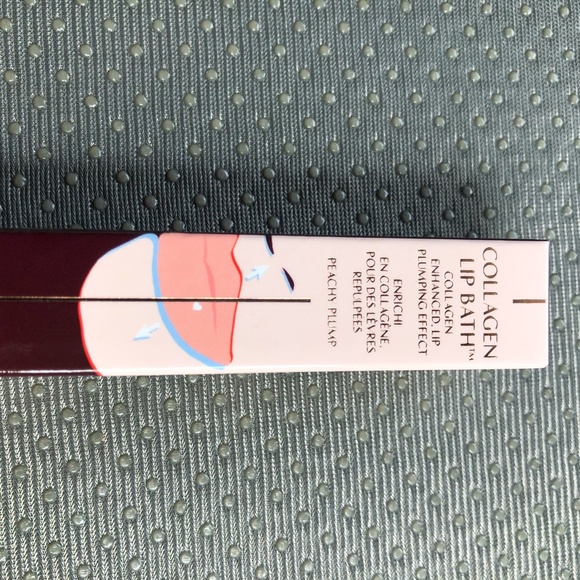 COLLAGEN
LIP BATH™
COLLAGEN
ENHANCED, LIP
PLUMPING EFFECT
ENRICHI
EN COLLAGÈNE,
POUR DES LÈVRES
REPULPÉES
PEACHY PLUMP